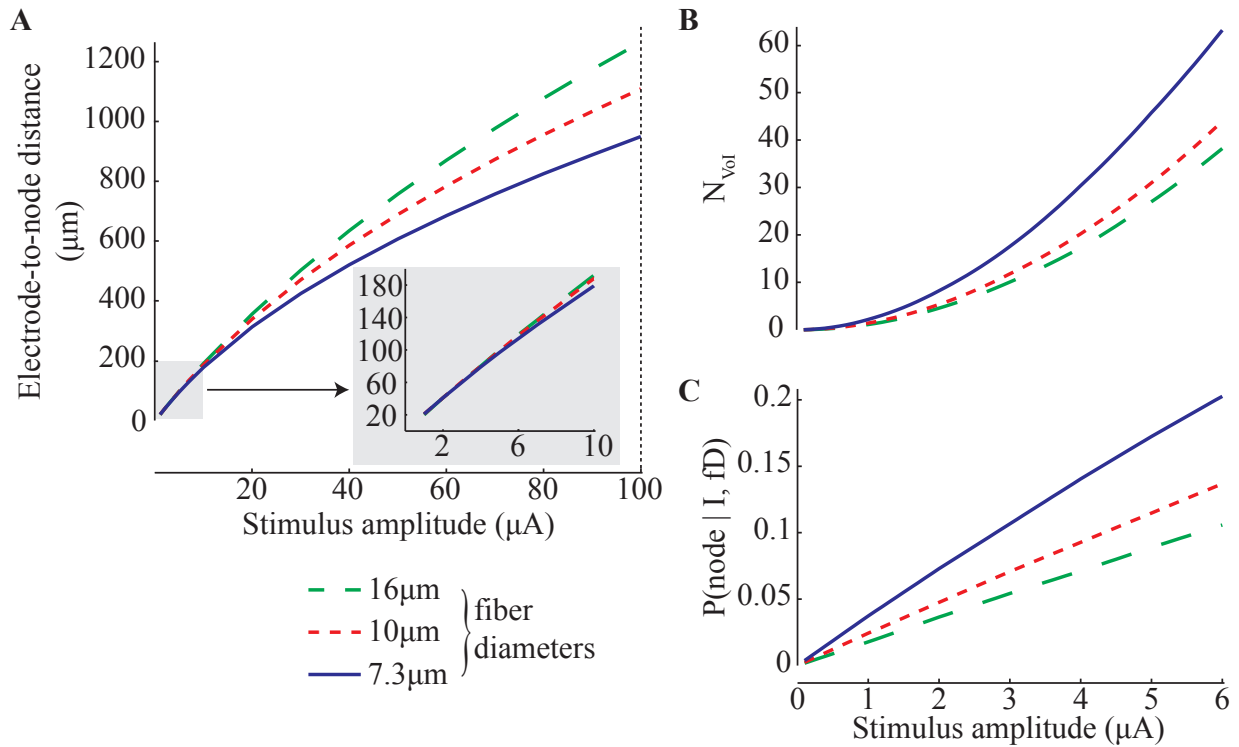 A
Electrode-to-node distance
(μm)
1200
1000
800
600
400
200
0
180
140
100
60
20
2 6 10
20 40 60 80 100
Stimulus amplitude (μA)
16μm
10μm
7.3μm
fiber
diameters
B
N_VoI
60
50
40
30
20
10
0
C
P(node | I, fD)
0.2
0.15
0.1
0.05
0
0 1 2 3 4 5 6
Stimulus amplitude (μA)